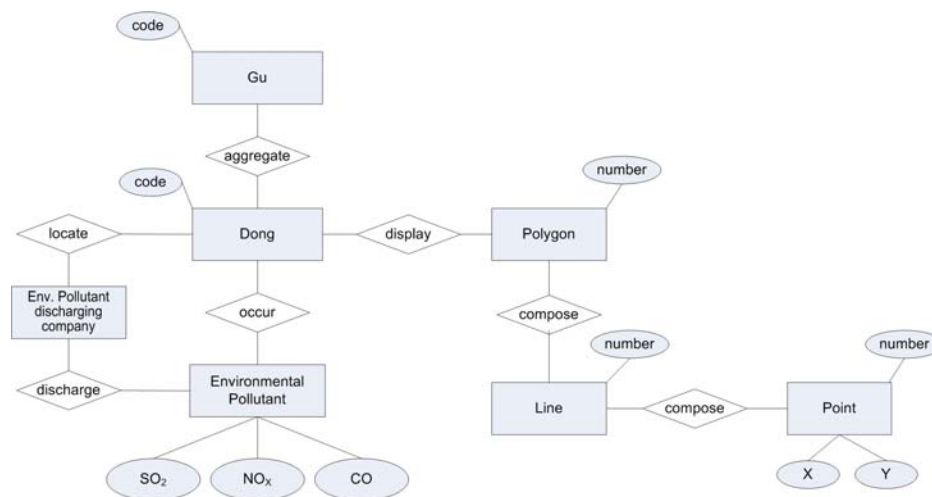 code
Gu
aggregate
code
number
locate
Dong
display
Polygon
Env. Pollutant
discharging
company
occur
compose
number
number
discharge
Environmental
Pollutant
Line
compose
Point
SO₂
NOₓ
CO
X
Y